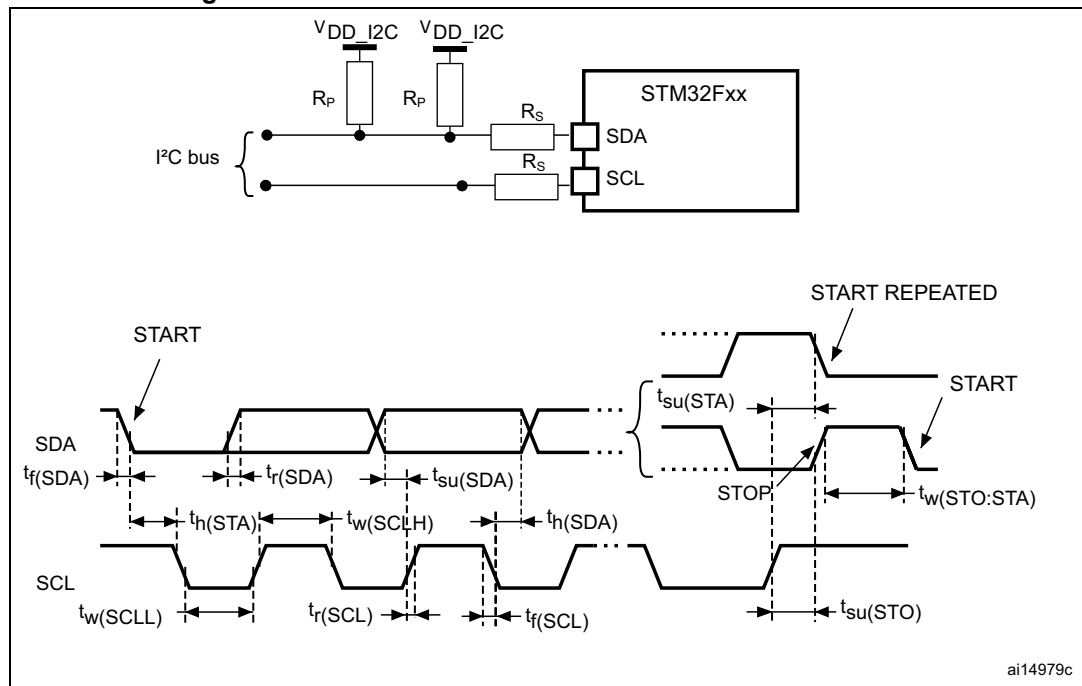 VDD_I2C VDD_I2C
RP RP
STM32Fxx
RS
SDA
I²C bus
RS
SCL
START REPEATED
START
tsu(STA)
START
SDA
tf(SDA)
tr(SDA)
tsu(SDA)
STOP
tw(STO:STA)
th(STA)
tw(SCLH)
th(SDA)
SCL
tw(SCLL)
tr(SCL)
tf(SCL)
tsu(STO)
ai14979c